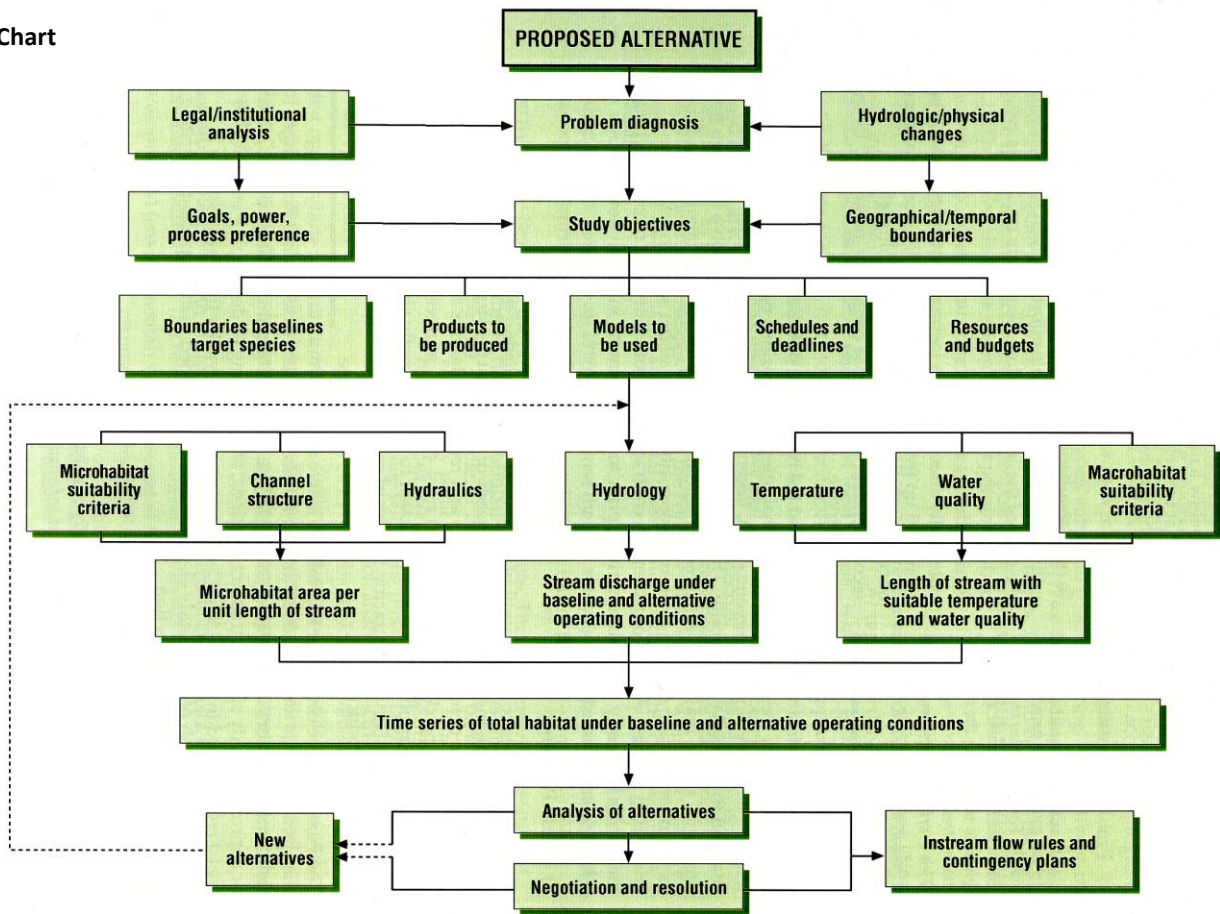 Chart
PROPOSED ALTERNATIVE
Legal/institutional
analysis
Problem diagnosis
Hydrologic/physical
changes
Goals, power,
process preference
Study objectives
Geographical/temporal
boundaries
Boundaries baselines
target species
Products to
be produced
Models to
be used
Schedules and
deadlines
Resources
and budgets
Microhabitat
suitability
criteria
Channel
structure
Hydraulics
Hydrology
Temperature
Water
quality
Macrohabitat
suitability
criteria
Microhabitat area per
unit length of stream
Stream discharge under
baseline and alternative
operating conditions
Length of stream with
suitable temperature
and water quality
Time series of total habitat under baseline and alternative operating conditions
New
alternatives
Analysis of alternatives
Negotiation and resolution
Instream flow rules and
contingency plans